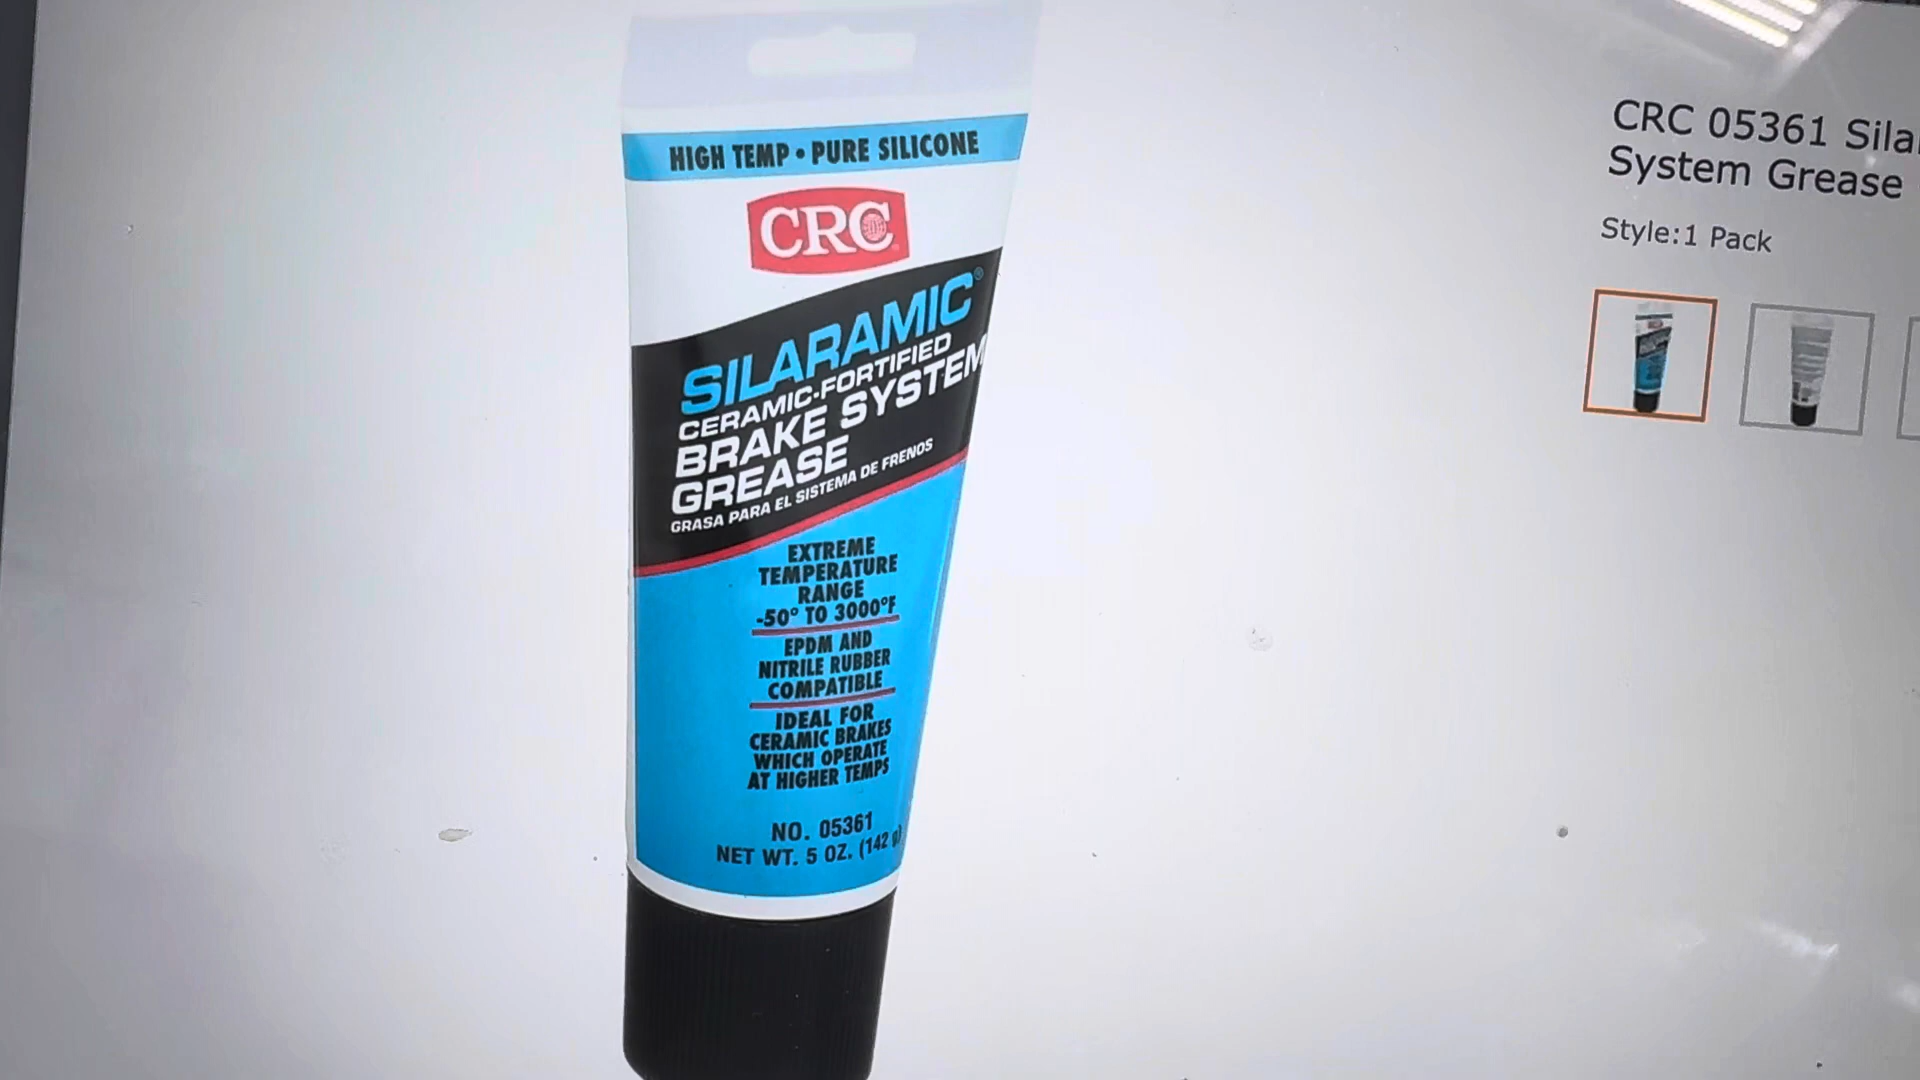 HIGH TEMP • PURE SILICONE
CRC
SILARAMIC®
CERAMIC-FORTIFIED
BRAKE SYSTEM
GREASE
GRASA PARA EL SISTEMA DE FRENOS
EXTREME
TEMPERATURE
RANGE
-50° TO 3000°F
EPDM AND
NITRILE RUBBER
COMPATIBLE
IDEAL FOR
CERAMIC BRAKES
WHICH OPERATE
AT HIGHER TEMPS
NO. 05361
NET WT. 5 OZ. (142 g)
CRC 05361
System Grease
Style:1 Pack